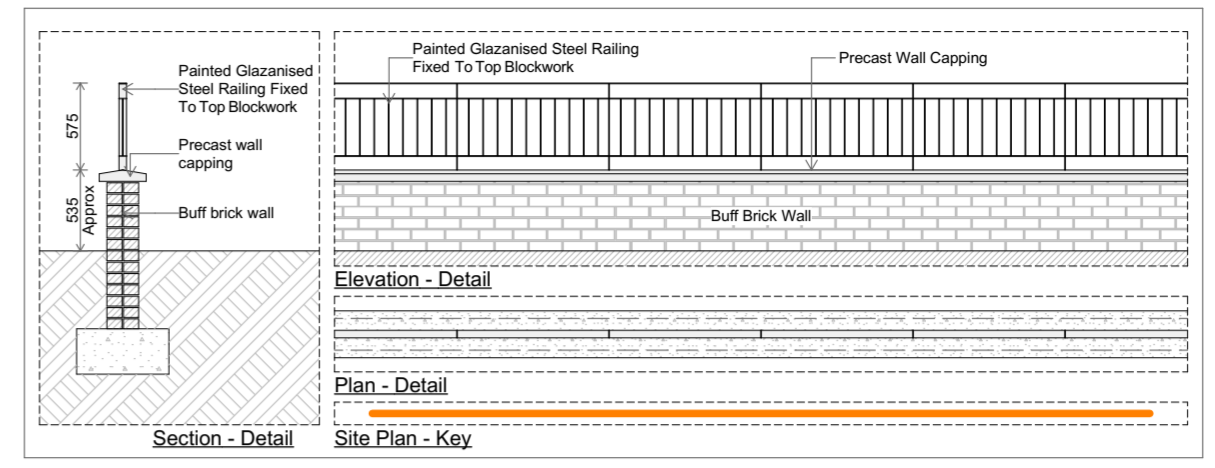 Painted Glazanised
Steel Railing Fixed
To Top Blockwork
575
Precast wall
capping
535
Approx
Buff brick wall
Section - Detail
Painted Glazanised Steel Railing
Fixed To Top Blockwork
Precast Wall Capping
Buff Brick Wall
Elevation - Detail
Plan - Detail
Site Plan - Key